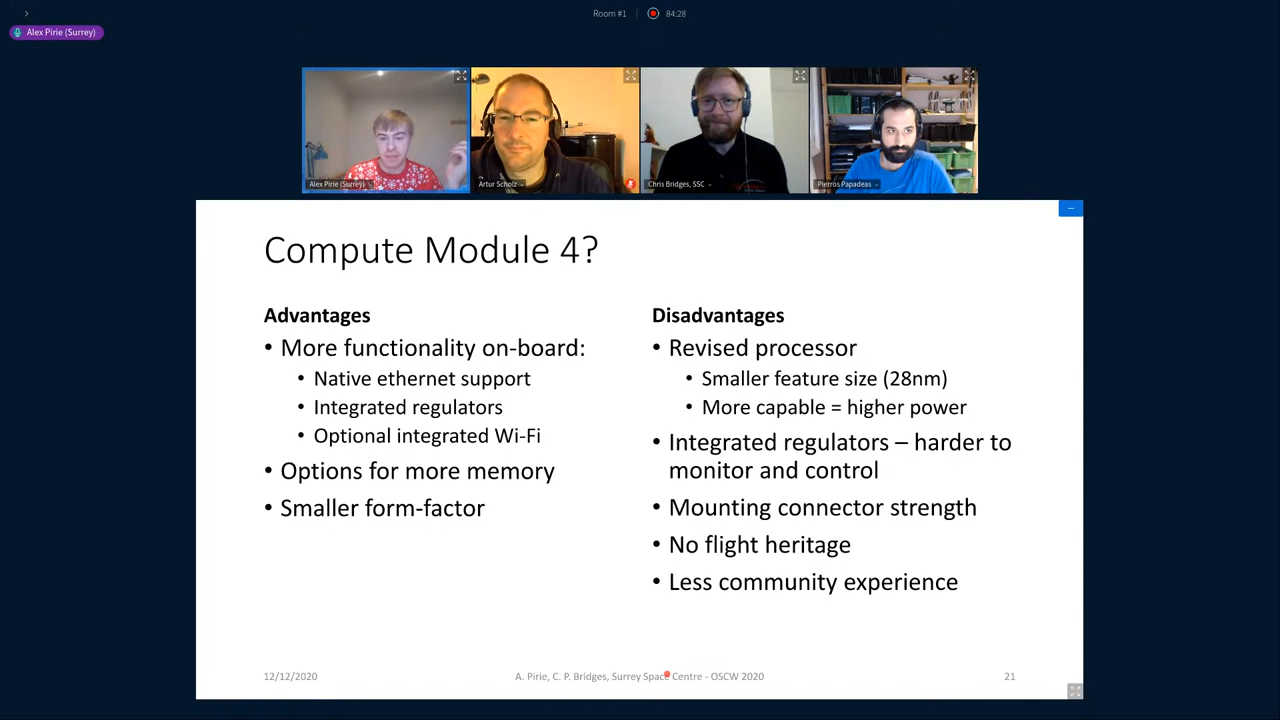 Room #1
84:28
Alex Pirie (Surrey)
Alex Pirie (Surrey)
Artur Scholz
Chris Bridges, SSC
Pierros Papadeas
Compute Module 4?
Advantages
• More functionality on-board:
• Native ethernet support
• Integrated regulators
• Optional integrated Wi-Fi
• Options for more memory
• Smaller form-factor
Disadvantages
• Revised processor
• Smaller feature size (28nm)
• More capable = higher power
• Integrated regulators – harder to
monitor and control
• Mounting connector strength
• No flight heritage
• Less community experience
12/12/2020
A. Pirie, C. P. Bridges, Surrey Space Centre - OSCW 2020
21